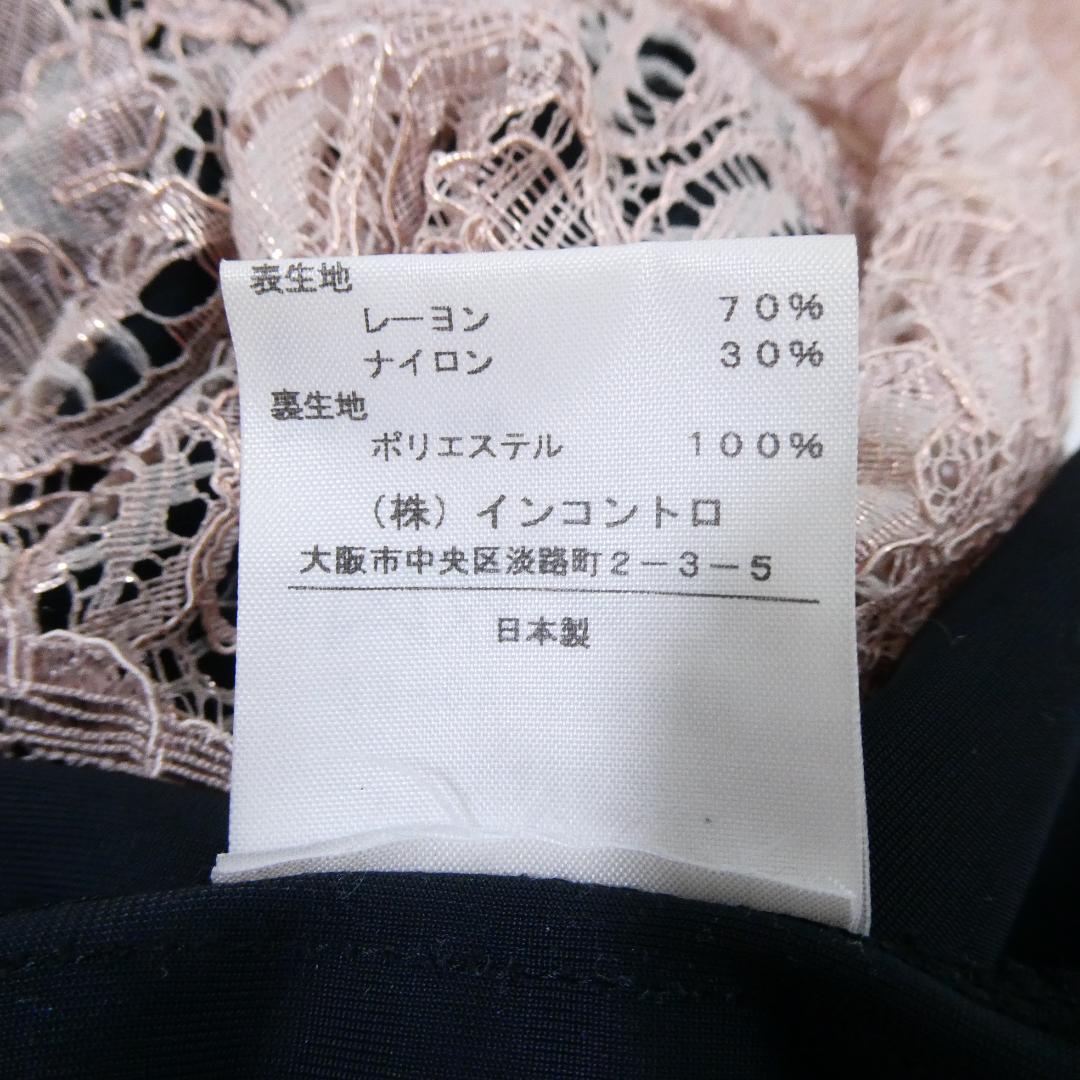 表生地
レーヨン 70%
ナイロン 30%
裏生地
ポリエステル 100%
（株）インコントロ
大阪市中央区淡路町2－3－5
日本製